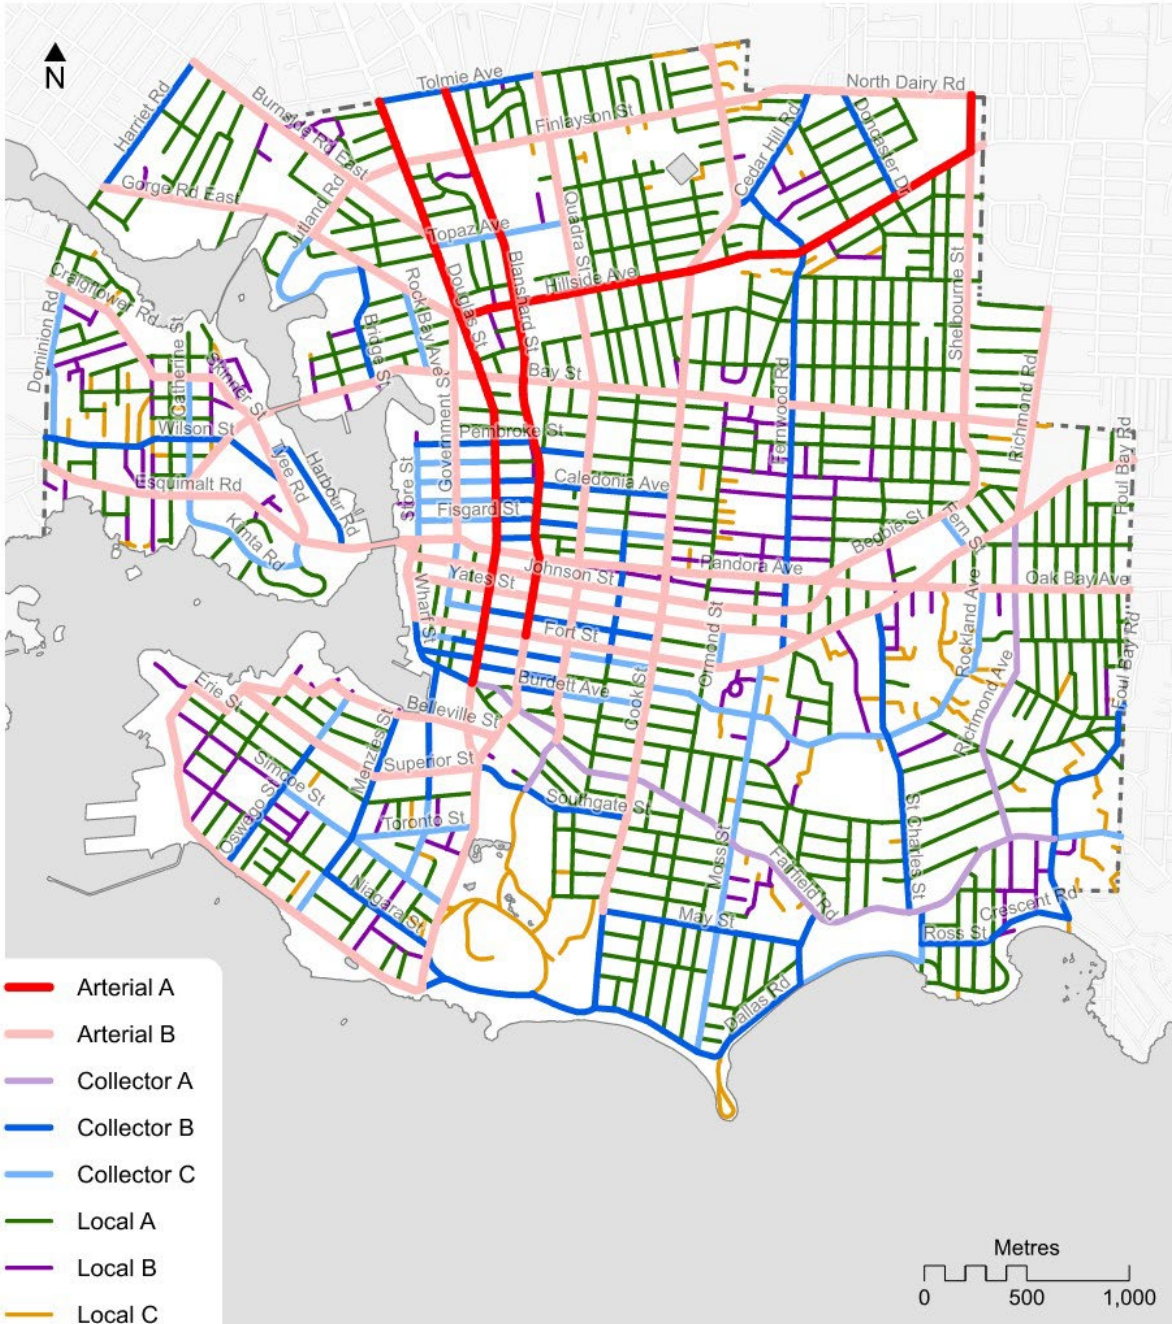 N
Tolmie Ave
North Dairy Rd
Harriet Rd
Burnside Rd East
Finlayson St
Cedar Hill Rd
Doncaster Dr
Gorge Rd East
Jutland Rd
Quadra St
Topaz Ave
Craigflower Rd
Rock Bay Ave
Douglas St
Blanshard St
Hillside Ave
Shelbourne St
Dominion Rd
Catherine St
Skinner St
Bridge St
Government St
Bay St
Fernwood Rd
Richmond Rd
Wilson St
Tyee Rd
Harbour Rd
Pembroke St
Foul Bay Rd
Esquimalt Rd
Store St
Caledonia Ave
Fisgard St
Kimta Rd
Begbie St
Fern St
Johnson St
Pandora Ave
Yates St
Oak Bay Ave
Wharf St
Fort St
Ormond St
Rockland Ave
Foul Bay Rd
Erie St
Burdett Ave
Cook St
Richmond Ave
Belleville St
Menzies St
Superior St
Simcoe St
Oswego St
Southgate St
Toronto St
Moss St
St Charles St
Fairfield Rd
Niagara St
May St
Crescent Rd
Ross St
Dallas Rd
Arterial A
Arterial B
Collector A
Collector B
Collector C
Local A
Local B
Local C
Metres
0 500 1,000